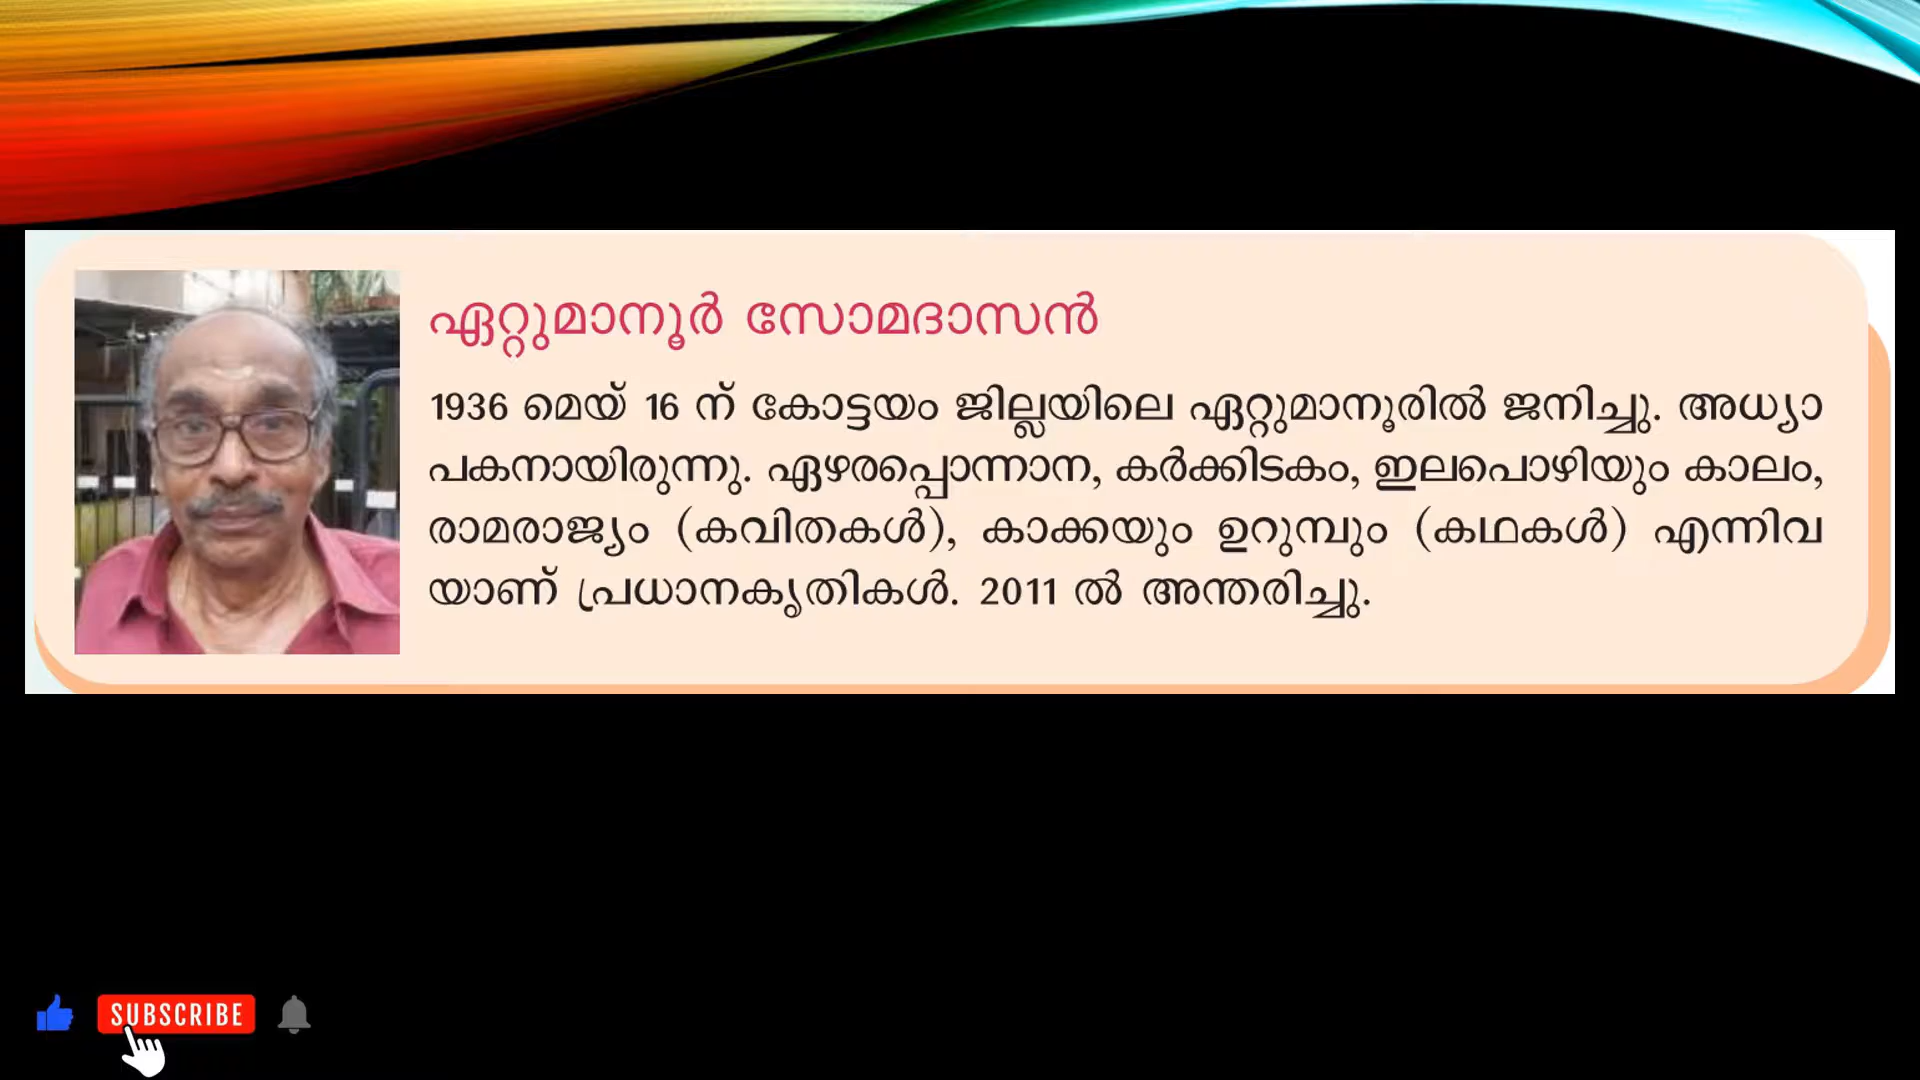 ഏറ്റുമാനൂർ സോമദാസൻ
1936 മെയ് 16 ന് കോട്ടയം ജില്ലയിലെ ഏറ്റുമാനൂരിൽ ജനിച്ചു. അധ്യാ
പകനായിരുന്നു. ഏഴരപ്പൊന്നാന, കർക്കിടകം, ഇലപൊഴിയും കാലം,
രാമരാജ്യം (കവിതകൾ), കാക്കയും ഉറുമ്പും (കഥകൾ) എന്നിവ
യാണ് പ്രധാനകൃതികൾ. 2011 ൽ അന്തരിച്ചു.
SUBSCRIBE